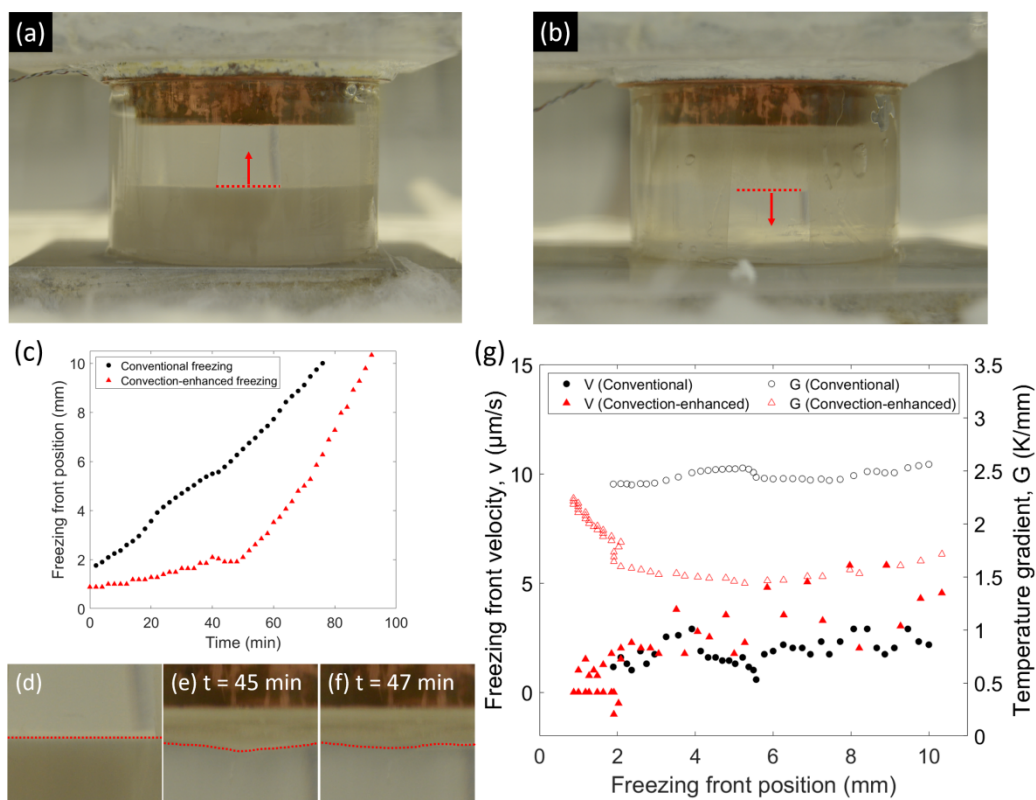 (a)
(b)
(c)
Conventional freezing
Convection-enhanced freezing
Freezing front position (mm)
10
8
6
4
2
0
0 20 40 60 80 100
Time (min)
(d)
(e) t = 45 min
(f) t = 47 min
(g)
V (Conventional)
V (Convection-enhanced)
G (Conventional)
G (Convection-enhanced)
Freezing front velocity, v (μm/s)
15
10
5
0
Temperature gradient, G (K/mm)
3.5
3
2.5
2
1.5
1
0.5
0
0 2 4 6 8 10
Freezing front position (mm)